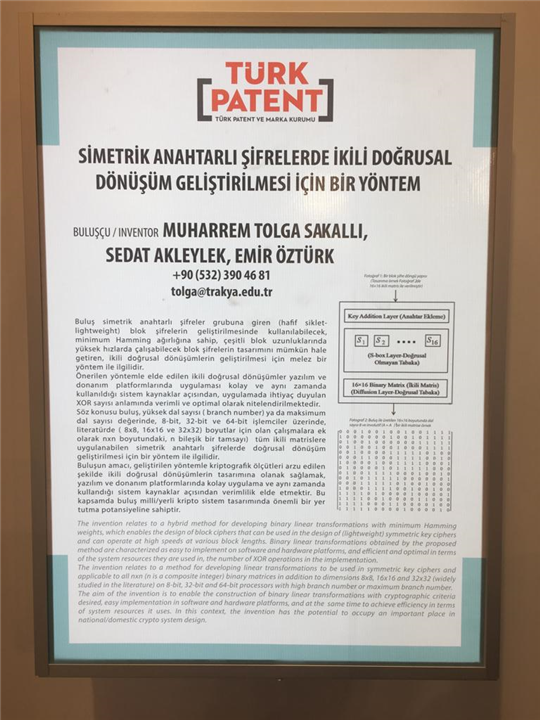 TÜRK
PATENT
TÜRK PATENT VE MARKA KURUMU
SİMETRİK ANAHTARLI ŞİFRELERDE İKİLİ DOĞRUSAL
DÖNÜŞÜM GELİŞTİRİLMESİ İÇİN BİR YÖNTEM
BULUŞÇU / INVENTOR MUHARREM TOLGA SAKALLI,
SEDAT AKLEYLEK, EMİR ÖZTÜRK
+90 (532) 390 46 81
tolga@trakya.edu.tr
Buluş simetrik anahtarlı şifreler grubuna giren (hafif siklet-
lightweight) blok şifrelerin geliştirilmesinde kullanılabilecek,
minimum Hamming ağırlığına sahip, çeşitli blok uzunluklarında
yüksek hızlarda çalışabilecek blok şifrelerin tasarımını mümkün hale
getiren, ikili doğrusal dönüşümlerin geliştirilmesi için melez bir
yöntem ile ilgilidir.
Önerilen yöntemle elde edilen ikili doğrusal dönüşümler yazılım ve
donanım platformlarında uygulaması kolay ve aynı zamanda
kullanıldığı sistem kaynaklar açısından, uygulamada ihtiyaç duyulan
XOR sayısı anlamında verimli ve optimal olarak nitelendirilmektedir.
Söz konusu buluş, yüksek dal sayısı ( branch number) ya da maksimum
dal sayısı değerinde, 8-bit, 32-bit ve 64-bit işlemciler üzerinde,
literatürde ( 8x8, 16x16 ve 32x32) boyutlar için olan çalışmalara ek
olarak nxn boyutundaki, n bileşik bir tamsayı) tüm ikili matrislere
uygulanabilen simetrik anahtarlı şifrelerde doğrusal dönüşüm
geliştirilmesi için bir yöntem ile ilgilidir.
Buluşun amacı, geliştirilen yöntemle kriptografik ölçütleri arzu edilen
şekilde ikili doğrusal dönüşümlerin tasarımına olanak sağlamak,
yazılım ve donanım platformlarında kolay uygulama ve aynı zamanda
kullandığı sistem kaynaklar açısından verimlilik elde etmektir. Bu
kapsamda buluş milli/yerli kripto sistem tasarımında önemli bir yer
tutma potansiyeline sahiptir.
Key Addition Layer (Anahtar Ekleme)
S1 S2 S16
(S-box Layer-Doğrusal
Olmayan Tabaka)
16×16 Binary Matrix (İkili Matris)
(Diffusion Layer-Doğrusal Tabaka)
The invention relates to a hybrid method for developing binary linear transformations with minimum Hamming
weights, which enables the design of block ciphers that can be used in the design of (lightweight) symmetric key ciphers
and can operate at high speeds at various block lengths. Binary linear transformations obtained by the proposed
method are characterized as easy to implement on software and hardware platforms, and efficient and optimal in terms
of the system resources they are used in, the number of XOR operations in the implementation.
The invention relates to a method for developing linear transformations to be used in symmetric key ciphers and
applicable to all nxn (n is a composite integer) binary matrices in addition to dimensions 8x8, 16x16 and 32x32 (widely
studied in the literature) on 8-bit, 32-bit and 64-bit processors with high branch number or maximum branch number.
The aim of the invention is to enable the construction of binary linear transformations with cryptographic criteria
desired, easy implementation in software and hardware platforms, and at the same time to achieve efficiency in terms
of system resources it uses. In this context, the invention has the potential to occupy an important place in
national/domestic crypto system design.